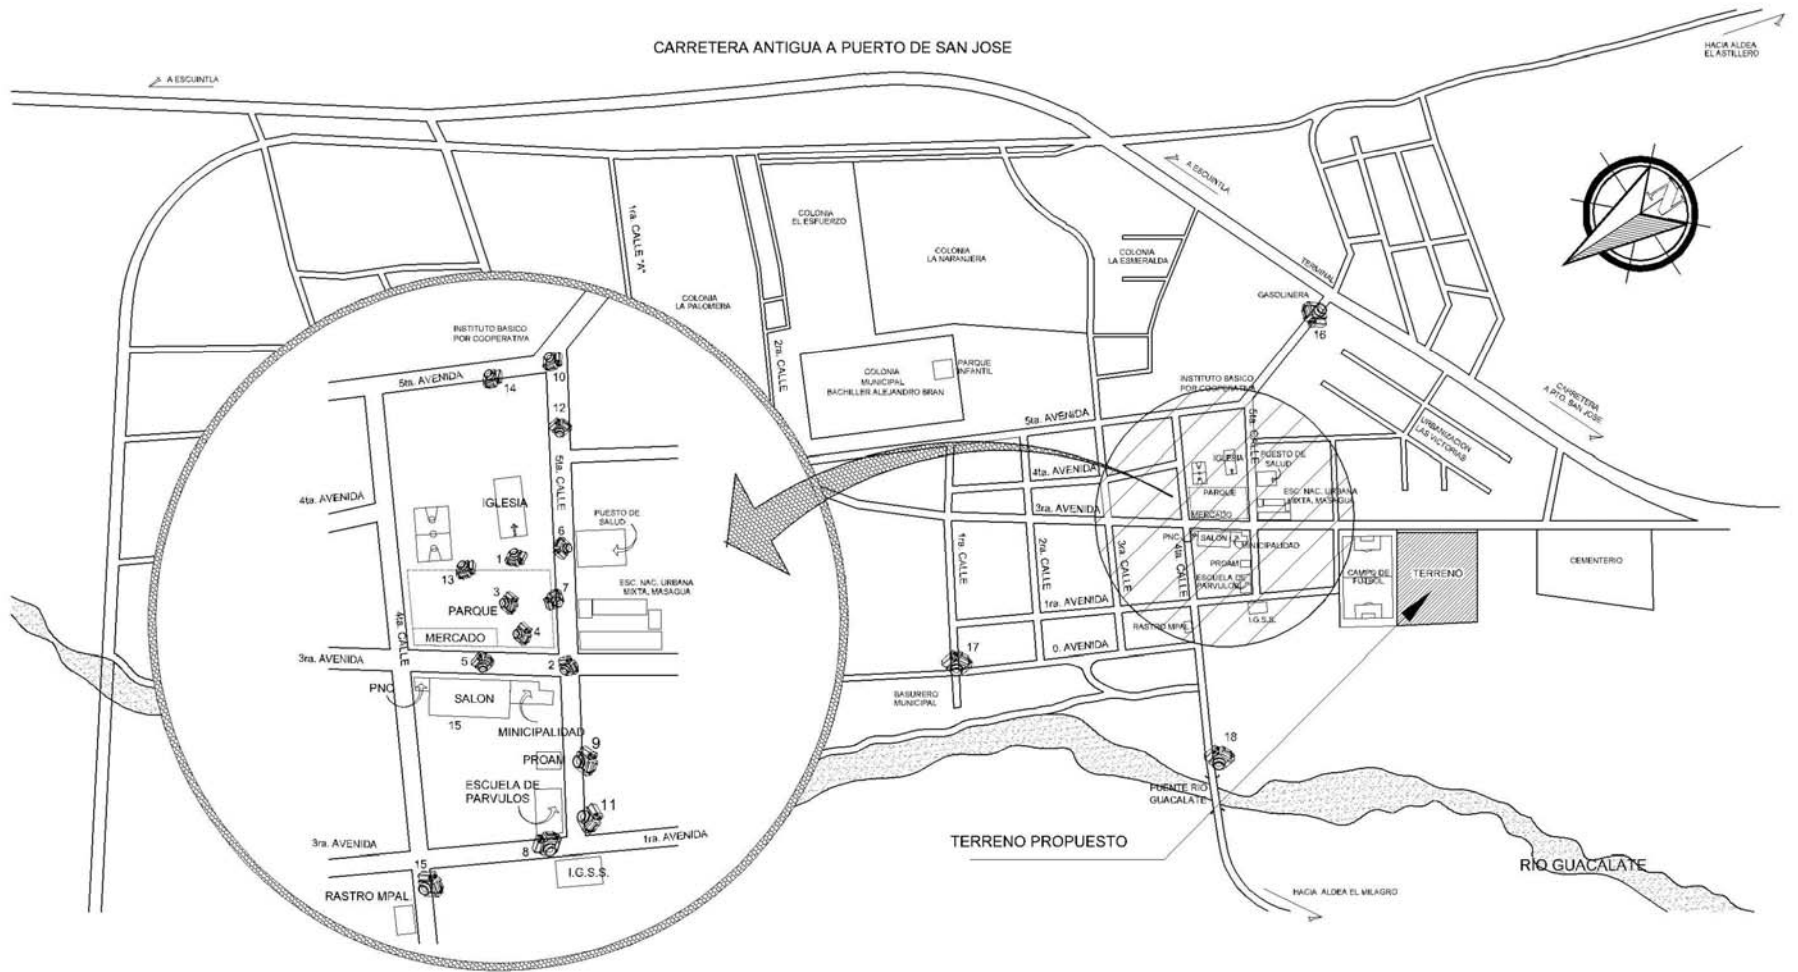 CARRETERA ANTIGUA A PUERTO DE SAN JOSE
HACIA ALDEA
EL ASTILLERO
A ESCUINTLA
A ESCUINTLA
N
1ra. CALLE "A"
COLONIA
EL ESFUERZO
COLONIA
LA NARANJERA
COLONIA
LA ESMERALDA
TERMINAL
GASOLINERA
16
COLONIA
LA PALOMERA
2da. CALLE
COLONIA
MUNICIPAL
BACHILLER ALEJANDRO BRAN
PARQUE
INFANTIL
INSTITUTO BASICO
POR COOPERATIVA
CARRETERA
A PTO. SAN JOSE
URBANIZACION
LAS VICTORIAS
5ta. AVENIDA
5ta. CALLE
4ta. AVENIDA
IGLESIA
PUESTO DE
SALUD
PARQUE
ESC. NAC. URBANA
MIXTA, MASAGUA
3ra. AVENIDA
MERCADO
PNC
SALON
MINICIPALIDAD
1ra. CALLE
2da. CALLE
3ra. CALLE
4ta. CALLE
PROAM
ESCUELA DE
PARVULOS
CAMPO DE
FUTBOL
TERRENO
CEMENTERIO
1ra. AVENIDA
RASTRO MPAL.
I.G.S.S.
0. AVENIDA
17
BASURERO
MUNICIPAL
18
PUENTE RIO
GUACALATE
TERRENO PROPUESTO
RIO GUACALATE
HACIA ALDEA EL MILAGRO
INSTITUTO BASICO
POR COOPERATIVA
5ta. AVENIDA
14
10
12
5ta. CALLE
4ta. AVENIDA
IGLESIA
PUESTO DE
SALUD
6
1
13
3
7
ESC. NAC. URBANA
MIXTA, MASAGUA
PARQUE
4
4ta. CALLE
MERCADO
3ra. AVENIDA
5
2
PNC
SALON
15
MINICIPALIDAD
9
PROAM
ESCUELA DE
PARVULOS
11
3ra. AVENIDA
8
1ra. AVENIDA
15
I.G.S.S.
RASTRO MPAL.